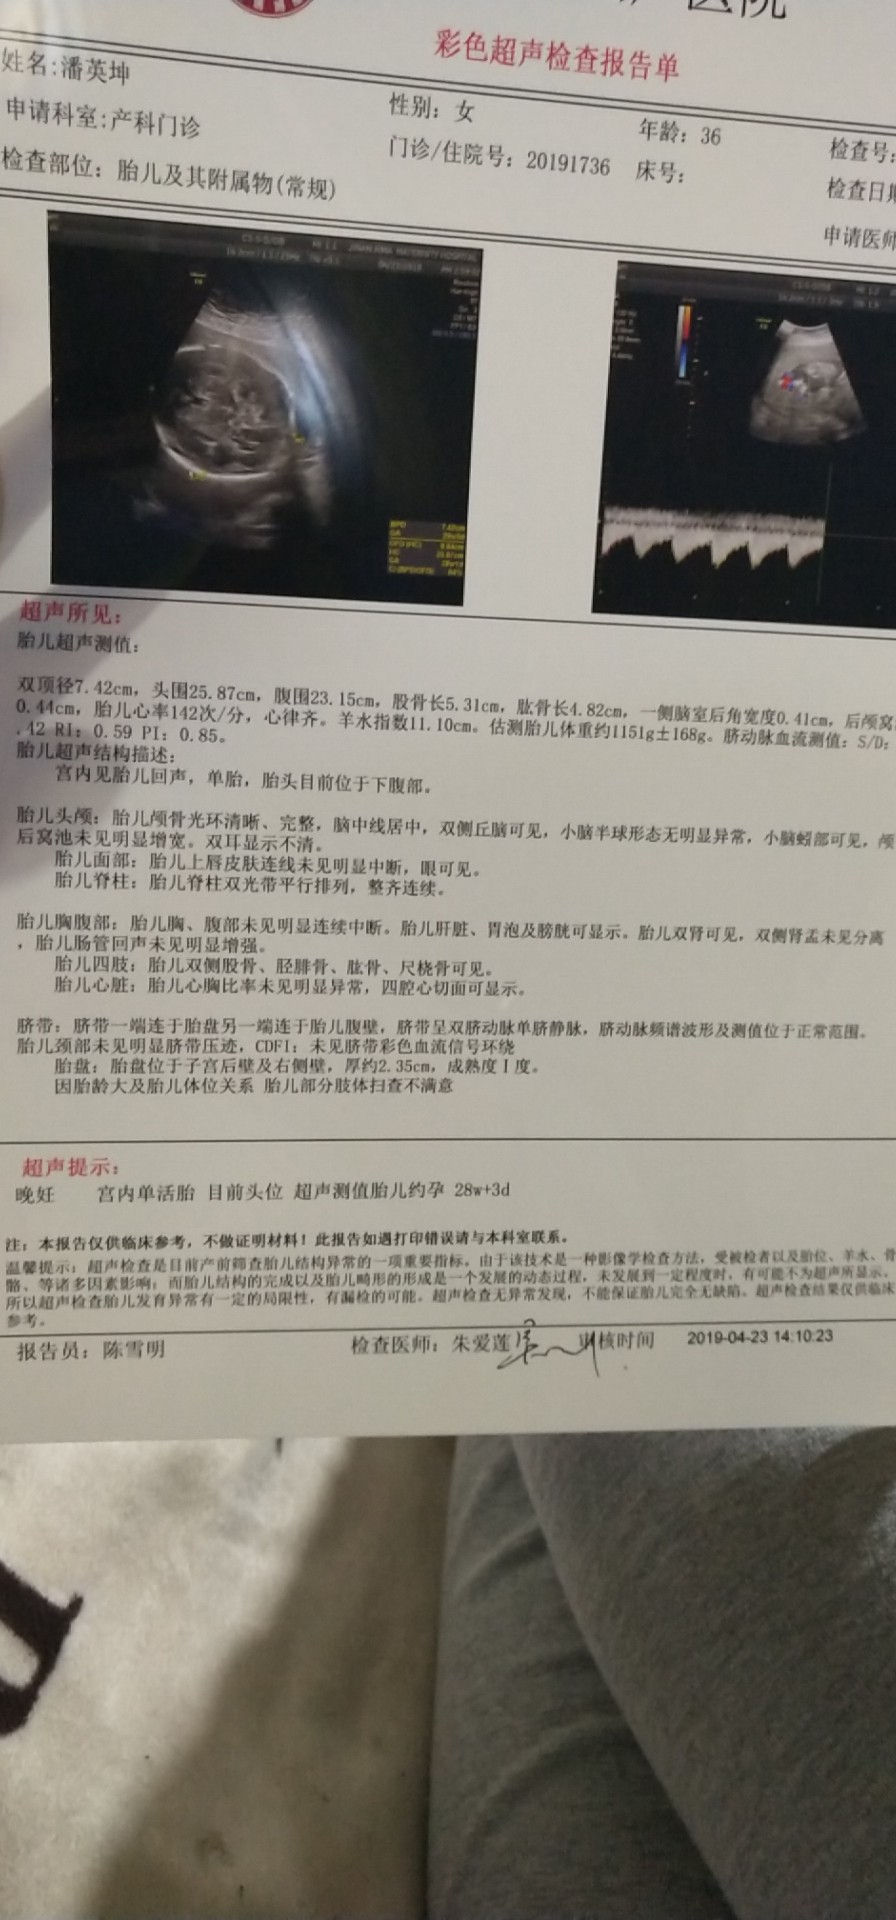 医院
彩色超声检查报告单
姓名:潘英坤
性别: 女
年龄: 36
检查号:
申请科室:产科门诊
门诊/住院号: 20191736
床号:
检查日期
检查部位: 胎儿及其附属物(常规)
申请医师
超声所见:
胎儿超声测值:
双顶径7.42cm, 头围25.87cm, 腹围23.15cm, 股骨长5.31cm, 肱骨长4.82cm, 一侧脑室后角宽度0.41cm, 后颅窝
0.44cm, 胎儿心率142次/分, 心律齐。羊水指数11.10cm。估测胎儿体重约1151g±168g。脐动脉血流测值: S/D:
.42 RI: 0.59 PI: 0.85。
胎儿超声结构描述:
宫内见胎儿回声, 单胎, 胎头目前位于下腹部。
胎儿头颅: 胎儿颅骨光环清晰、完整, 脑中线居中, 双侧丘脑可见, 小脑半球形态无明显异常, 小脑蚓部可见, 颅
后窝池未见明显增宽。双耳显示不清。
胎儿面部: 胎儿上唇皮肤连线未见明显中断, 眼可见。
胎儿脊柱: 胎儿脊柱双光带平行排列, 整齐连续。
胎儿胸腹部: 胎儿胸、腹部未见明显连续中断。胎儿肝脏、胃泡及膀胱可显示。胎儿双肾可见, 双侧肾盂未见分离
, 胎儿肠管回声未见明显增强。
胎儿四肢: 胎儿双侧股骨、胫腓骨、肱骨、尺桡骨可见。
胎儿心脏: 胎儿心胸比率未见明显异常, 四腔心切面可显示。
脐带: 脐带一端连于胎盘另一端连于胎儿腹壁, 脐带呈双脐动脉单脐静脉, 脐动脉频谱波形及测值位于正常范围。
胎儿颈部未见明显脐带压迹, CDFI: 未见脐带彩色血流信号环绕
胎盘: 胎盘位于子宫后壁及右侧壁, 厚约2.35cm, 成熟度Ⅰ度。
因胎龄大及胎儿体位关系 胎儿部分肢体扫查不满意
超声提示:
晚妊 宫内单活胎 目前头位 超声测值胎儿约孕 28w+3d
注: 本报告仅供临床参考, 不做证明材料! 此报告如遇打印错误请与本科室联系。
温馨提示: 超声检查是目前产前筛查胎儿结构异常的一项重要指标, 由于该技术是一种影像学检查方法, 受被检者以及胎位、羊水、骨
骼、等诸多因素影响; 而胎儿结构的完成以及胎儿畸形的形成是一个发展的动态过程, 未发展到一定程度时, 有可能不为超声所显示。
所以超声检查胎儿发育异常有一定的局限性, 有漏检的可能。超声检查无异常发现, 不能保证胎儿完全无缺陷。超声检查结果仅供临床
参考。
报告员: 陈雪明
检查医师: 朱爱莲
审核时间
2019-04-23 14:10:23